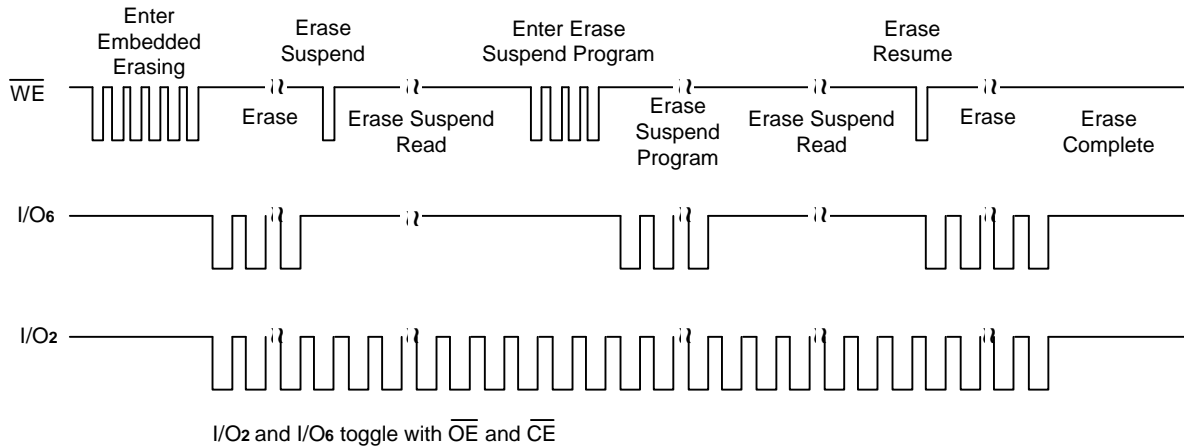 Enter
Embedded
Erasing
Erase
Suspend
Enter Erase
Suspend Program
Erase
Resume
WE
Erase
Erase Suspend
Read
Erase
Suspend
Program
Erase Suspend
Read
Erase
Erase
Complete
I/O6
I/O2
I/O2 and I/O6 toggle with OE and CE